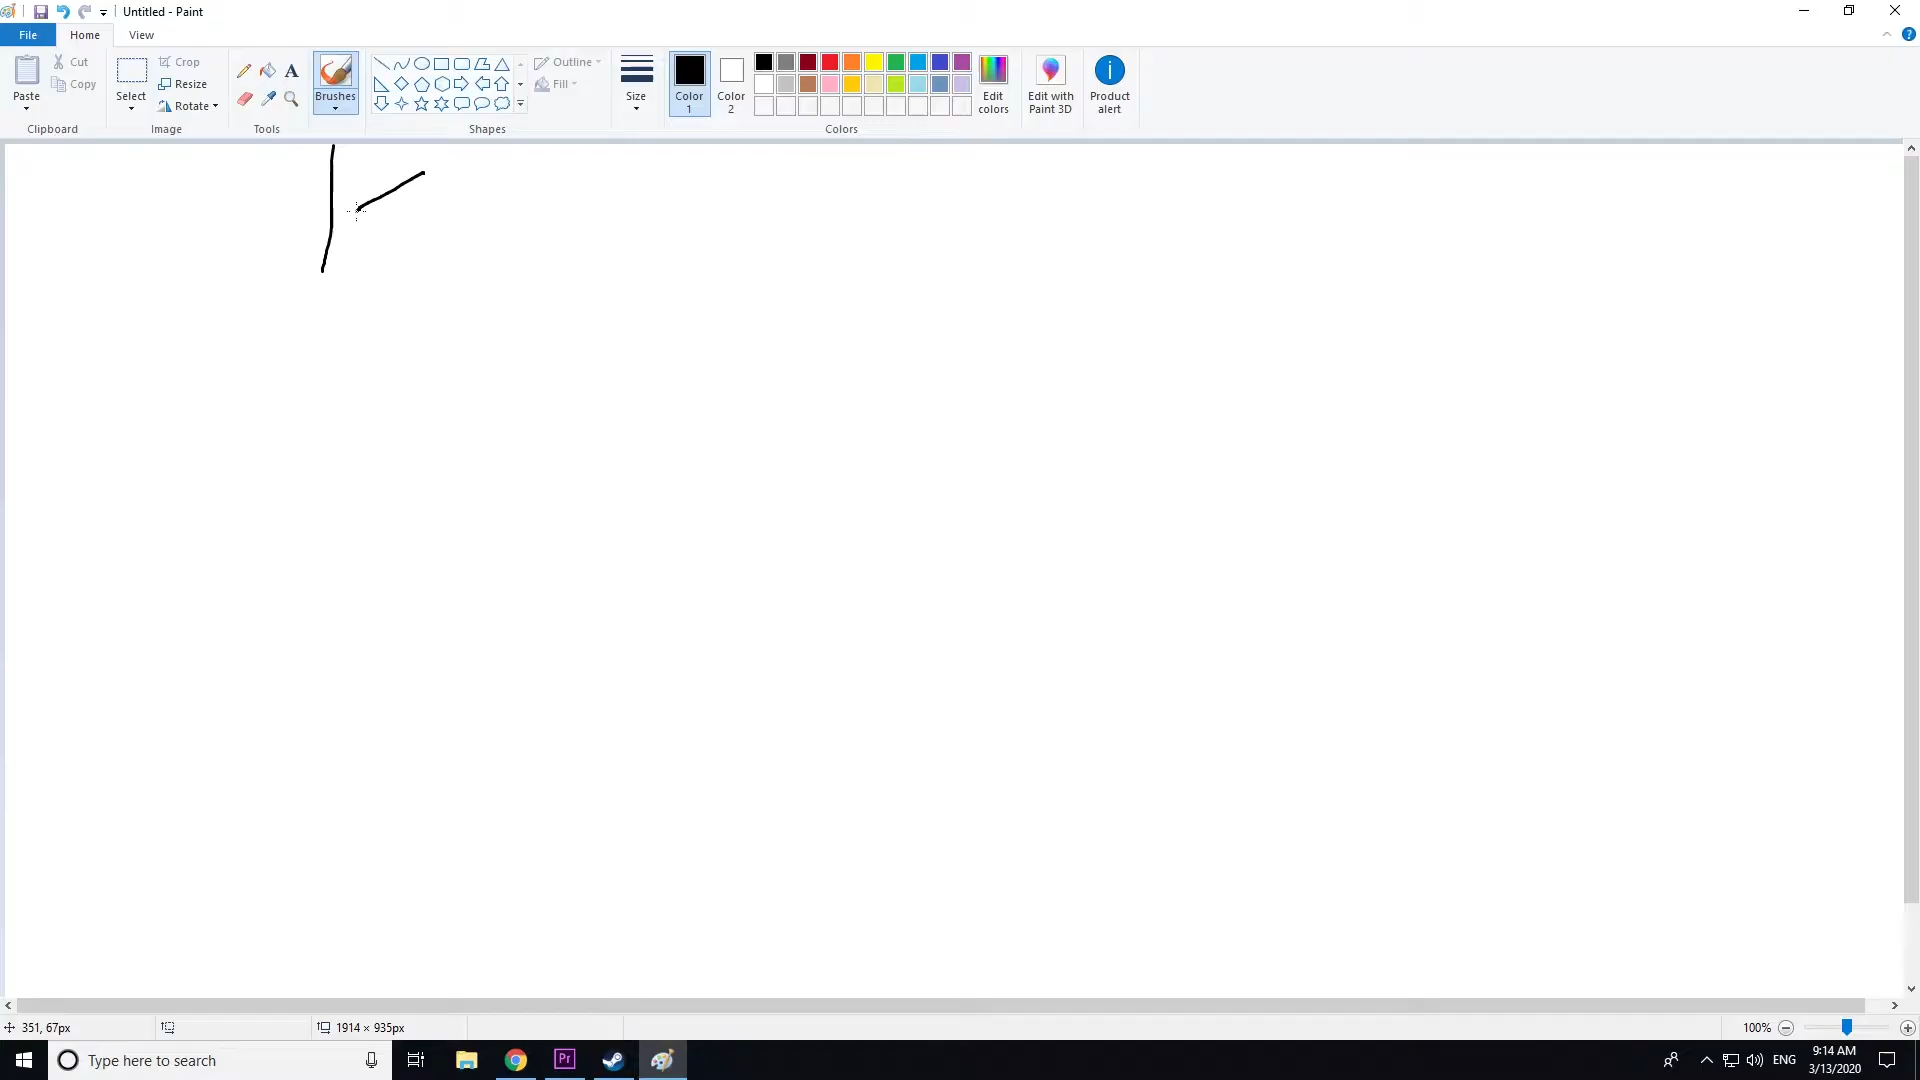 Untitled - Paint
File Home View
Paste
Cut
Copy
Clipboard
Select
Crop
Resize
Rotate
Image
A
Tools
Brushes
Shapes
Outline
Fill
Size
Color 1
Color 2
Edit colors
Colors
Edit with Paint 3D
Product alert
351, 67px
1914 × 935px
100%
Type here to search
Pr
ENG
9:14 AM
3/13/2020